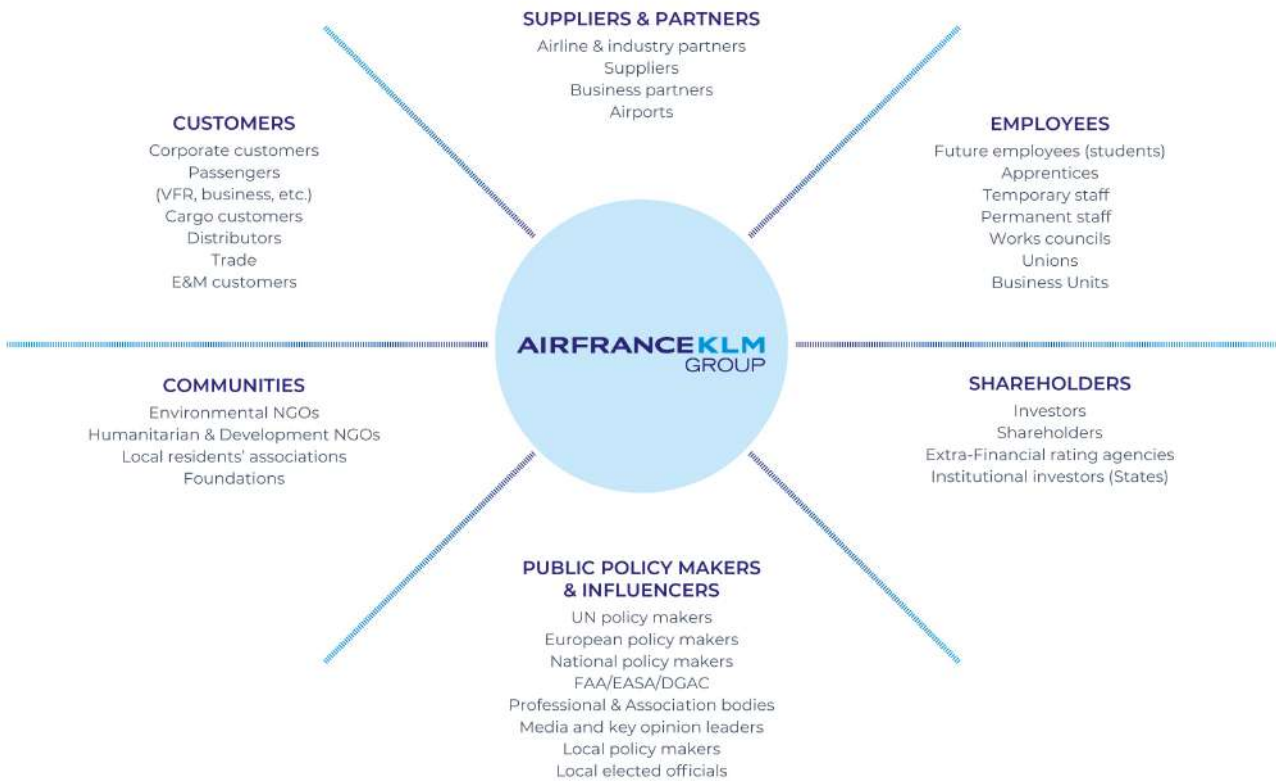 SUPPLIERS & PARTNERS
Airline & industry partners
Suppliers
Business partners
Airports
CUSTOMERS
Corporate customers
Passengers
(VFR, business, etc.)
Cargo customers
Distributors
Trade
E&M customers
EMPLOYEES
Future employees (students)
Apprentices
Temporary staff
Permanent staff
Works councils
Unions
Business Units
AIRFRANCEKLM
GROUP
COMMUNITIES
Environmental NGOs
Humanitarian & Development NGOs
Local residents' associations
Foundations
SHAREHOLDERS
Investors
Shareholders
Extra-Financial rating agencies
Institutional investors (States)
PUBLIC POLICY MAKERS
& INFLUENCERS
UN policy makers
European policy makers
National policy makers
FAA/EASA/DGAC
Professional & Association bodies
Media and key opinion leaders
Local policy makers
Local elected officials